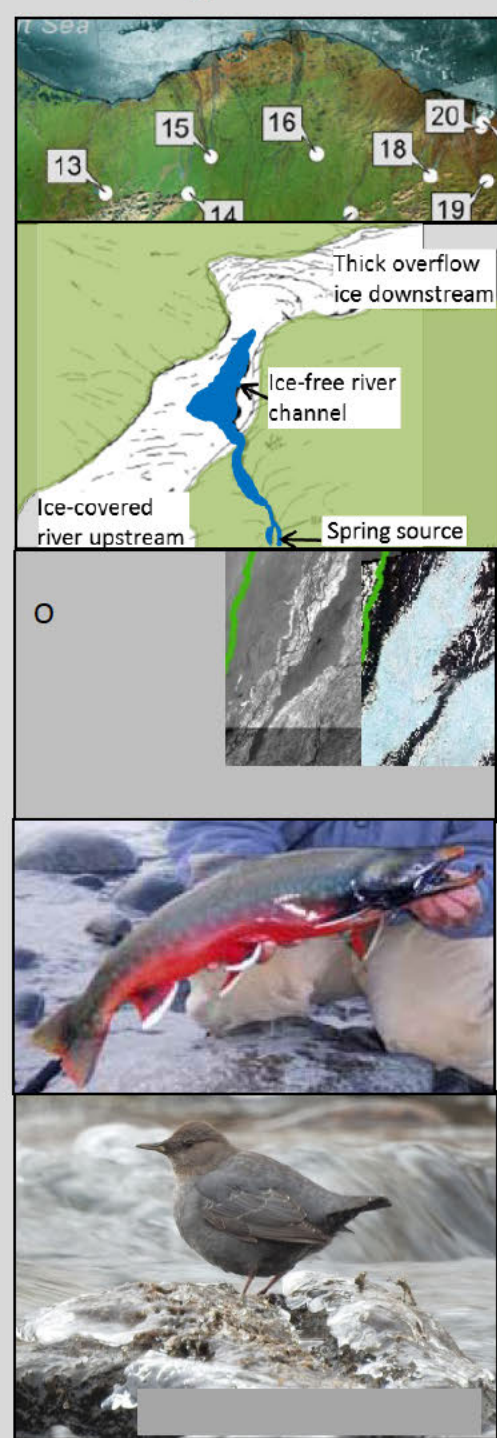 t Sea
15
16
20
13
18
14
19
Thick overflow
ice downstream
Ice-free river
channel
Ice-covered
river upstream
Spring source
O